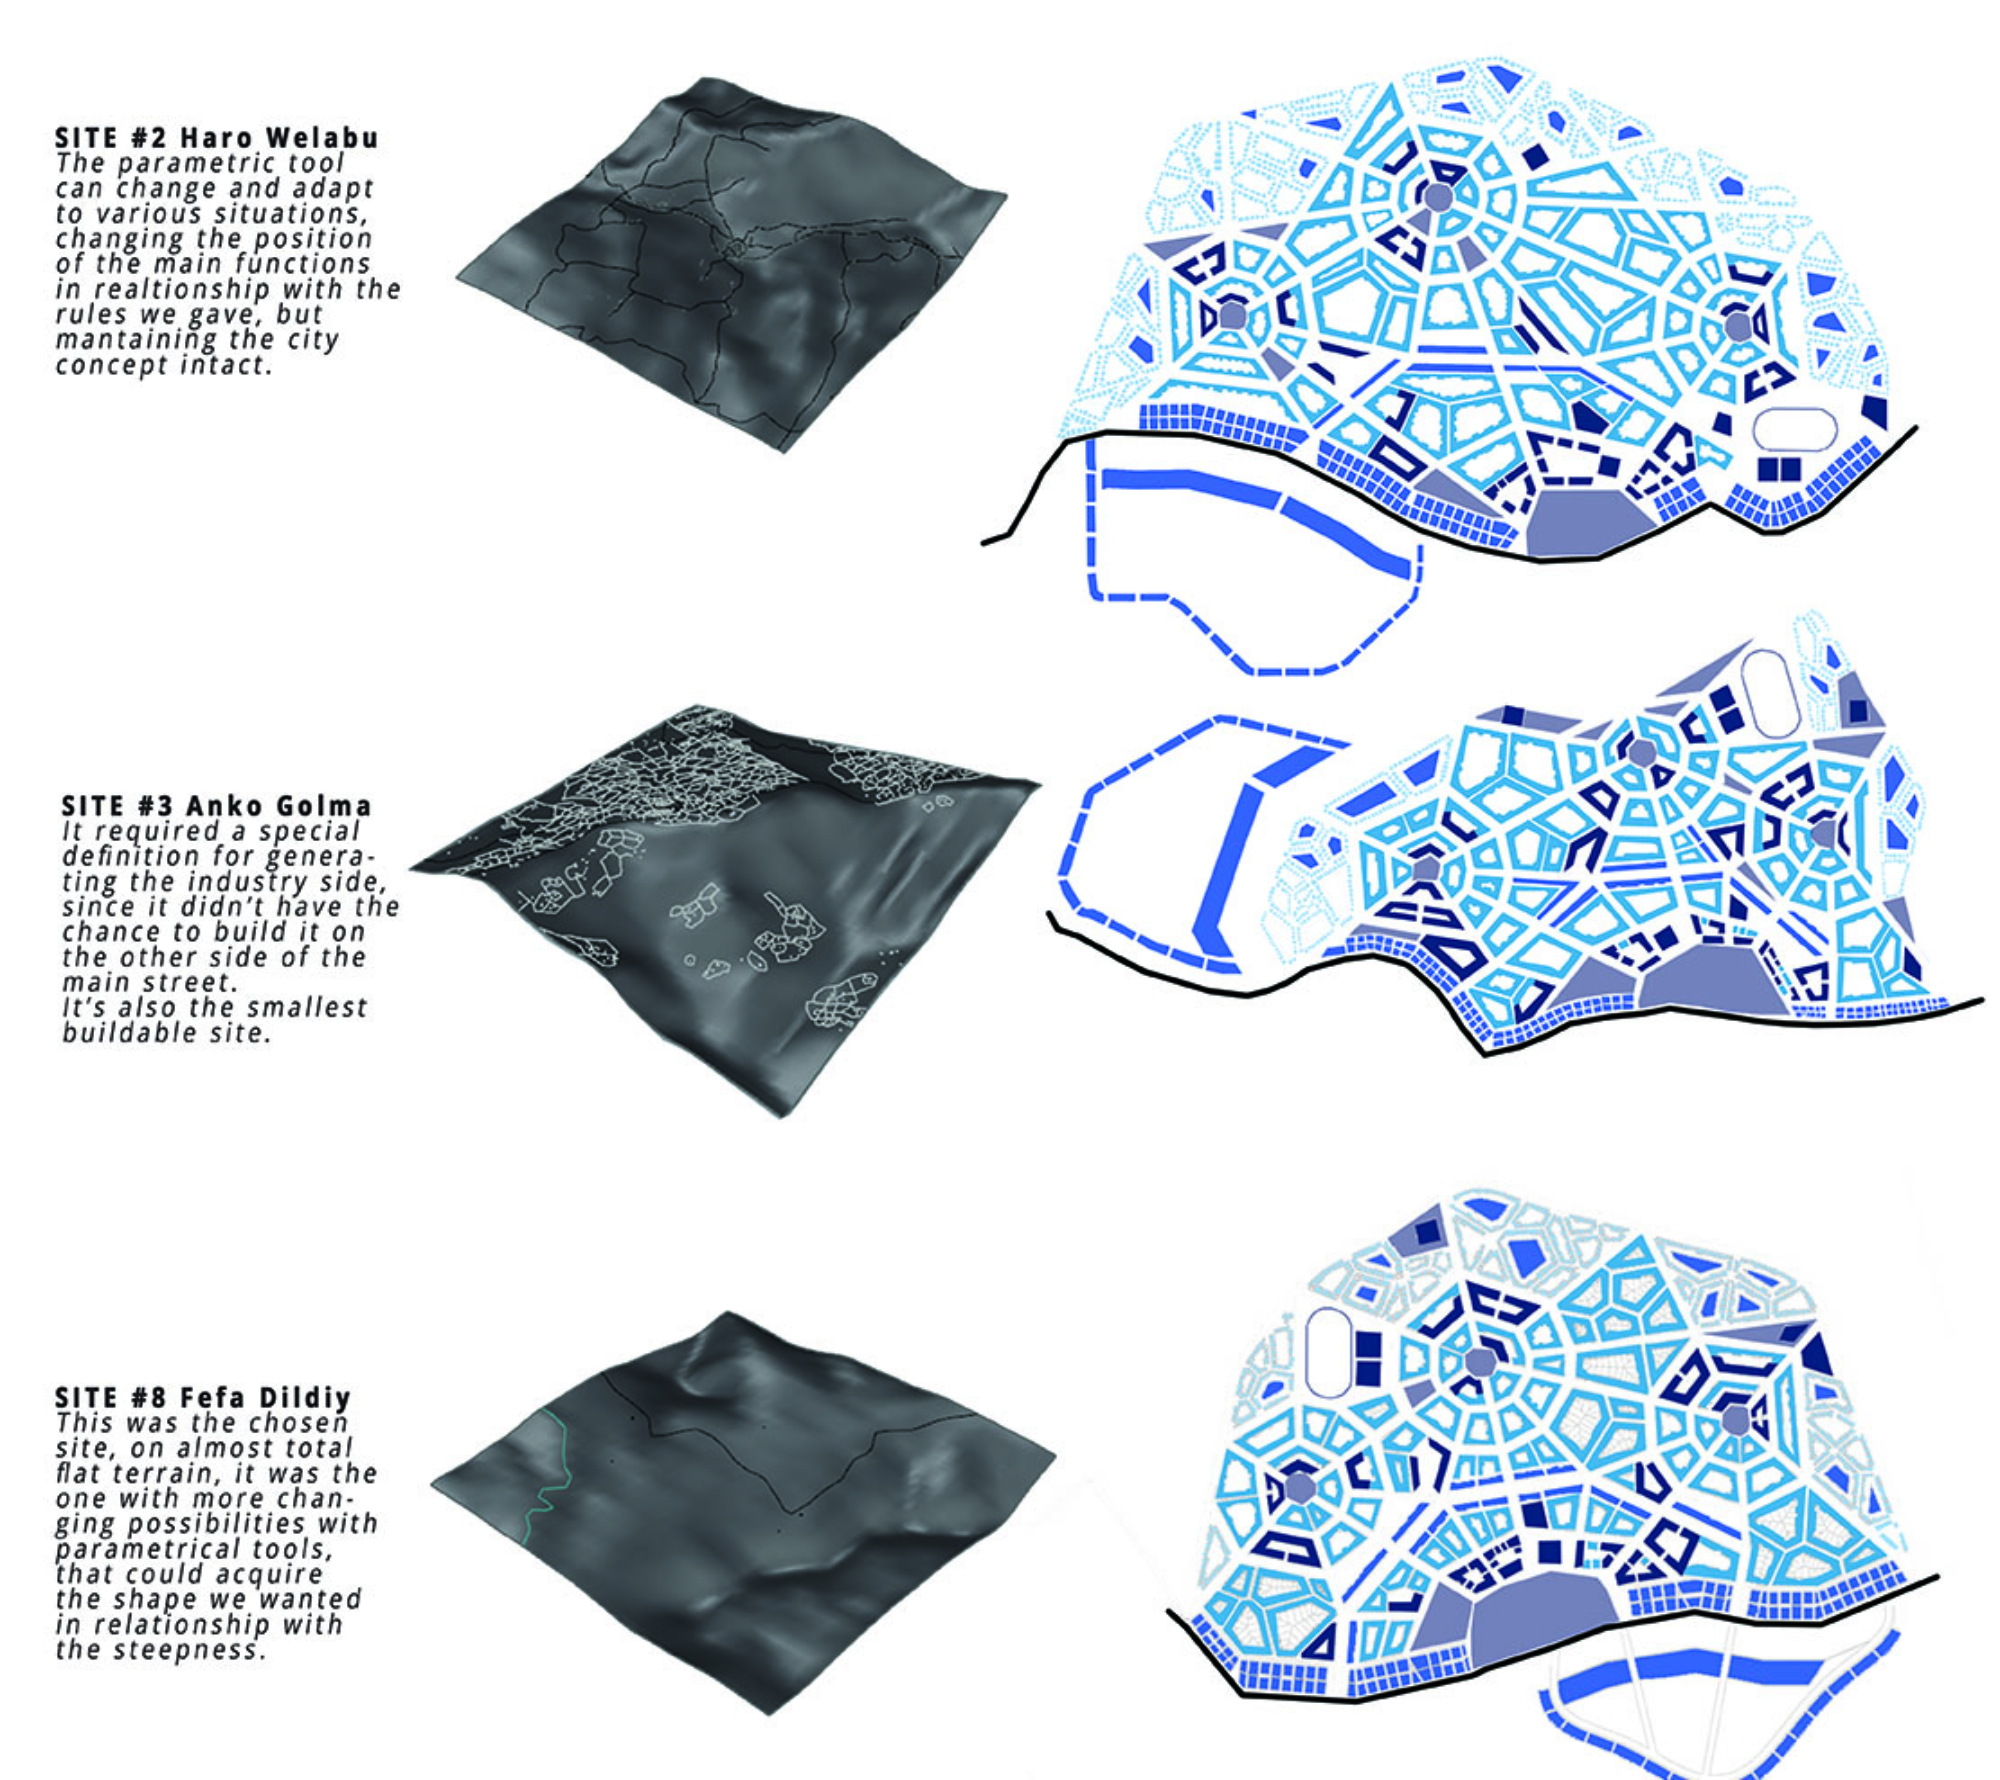 SITE #2 Haro Welabu
The parametric tool
can change and adapt
to various situations,
changing the position
of the main functions
in realtionship with the
rules we gave, but
mantaining the city
concept intact.
SITE #3 Anko Golma
It required a special
definition for genera-
ting the industry side,
since it didn't have the
chance to build it on
the other side of the
main street.
It's also the smallest
buildable site.
SITE #8 Fefa Dildiy
This was the chosen
site, on almost total
flat terrain, it was the
one with more chan-
ging possibilities with
parametrical tools,
that could acquire
the shape we wanted
in relationship with
the steepness.